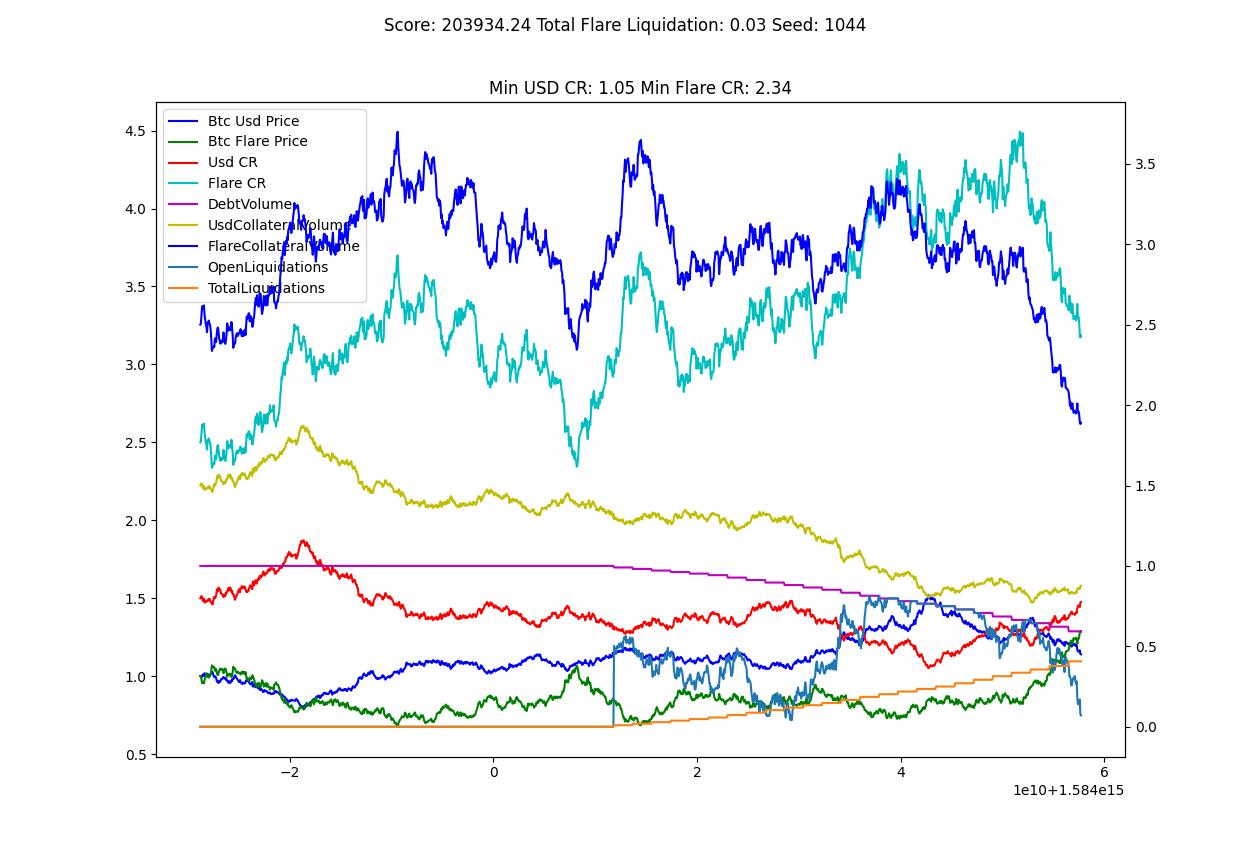 Score: 203934.24 Total Flare Liquidation: 0.03 Seed: 1044
Min USD CR: 1.05 Min Flare CR: 2.34
Btc Usd Price
Btc Flare Price
Usd CR
Flare CR
DebtVolume
UsdCollateralVolume
FlareCollateralVolume
OpenLiquidations
TotalLiquidations
4.5
4.0
3.5
3.0
2.5
2.0
1.5
1.0
0.5
3.5
3.0
2.5
2.0
1.5
1.0
0.5
0.0
−2
0
2
4
6
1e10+1.584e15